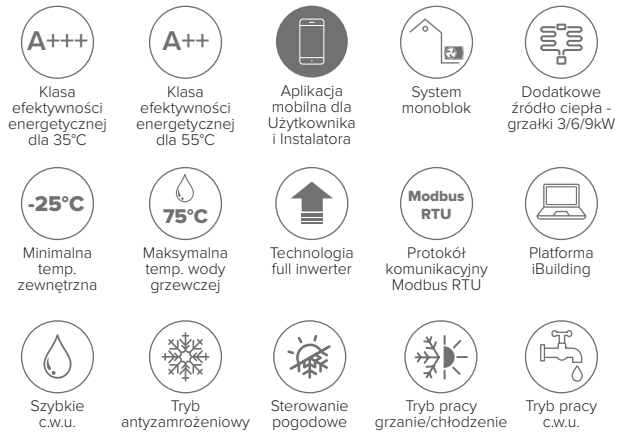 A+++
Klasa
efektywności
energetycznej
dla 35°C
A++
Klasa
efektywności
energetycznej
dla 55°C
Aplikacja
mobilna dla
Użytkownika
i Instalatora
System
monoblok
Dodatkowe
źródło ciepła -
grzałki 3/6/9kW
-25°C
Minimalna
temp.
zewnętrzna
75°C
Maksymalna
temp. wody
grzewczej
Technologia
full inwerter
Modbus
RTU
Protokół
komunikacyjny
Modbus RTU
Platforma
iBuilding
Szybkie
c.w.u.
Tryb
antyzamrożeniowy
Sterowanie
pogodowe
Tryb pracy
grzanie/chłodzenie
Tryb pracy
c.w.u.